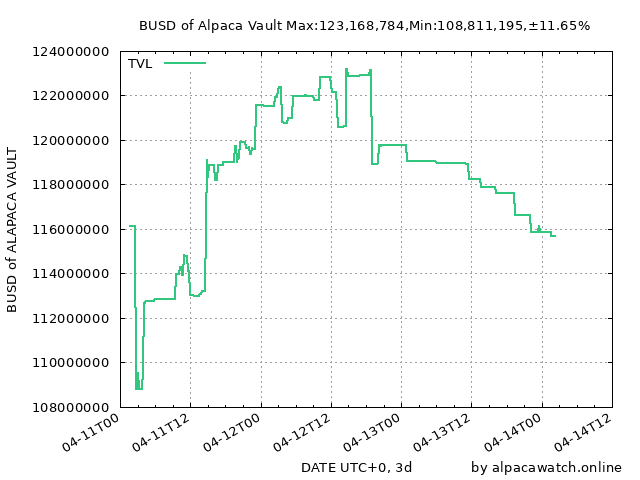 BUSD of Alpaca Vault Max:123,168,784,Min:108,811,195,±11.65%
TVL
124000000
122000000
120000000
118000000
116000000
114000000
112000000
110000000
108000000
BUSD of ALAPACA VAULT
04-11T00
04-11T12
04-12T00
04-12T12
04-13T00
04-13T12
04-14T00
04-14T12
DATE UTC+0, 3d
by alpacawatch.online